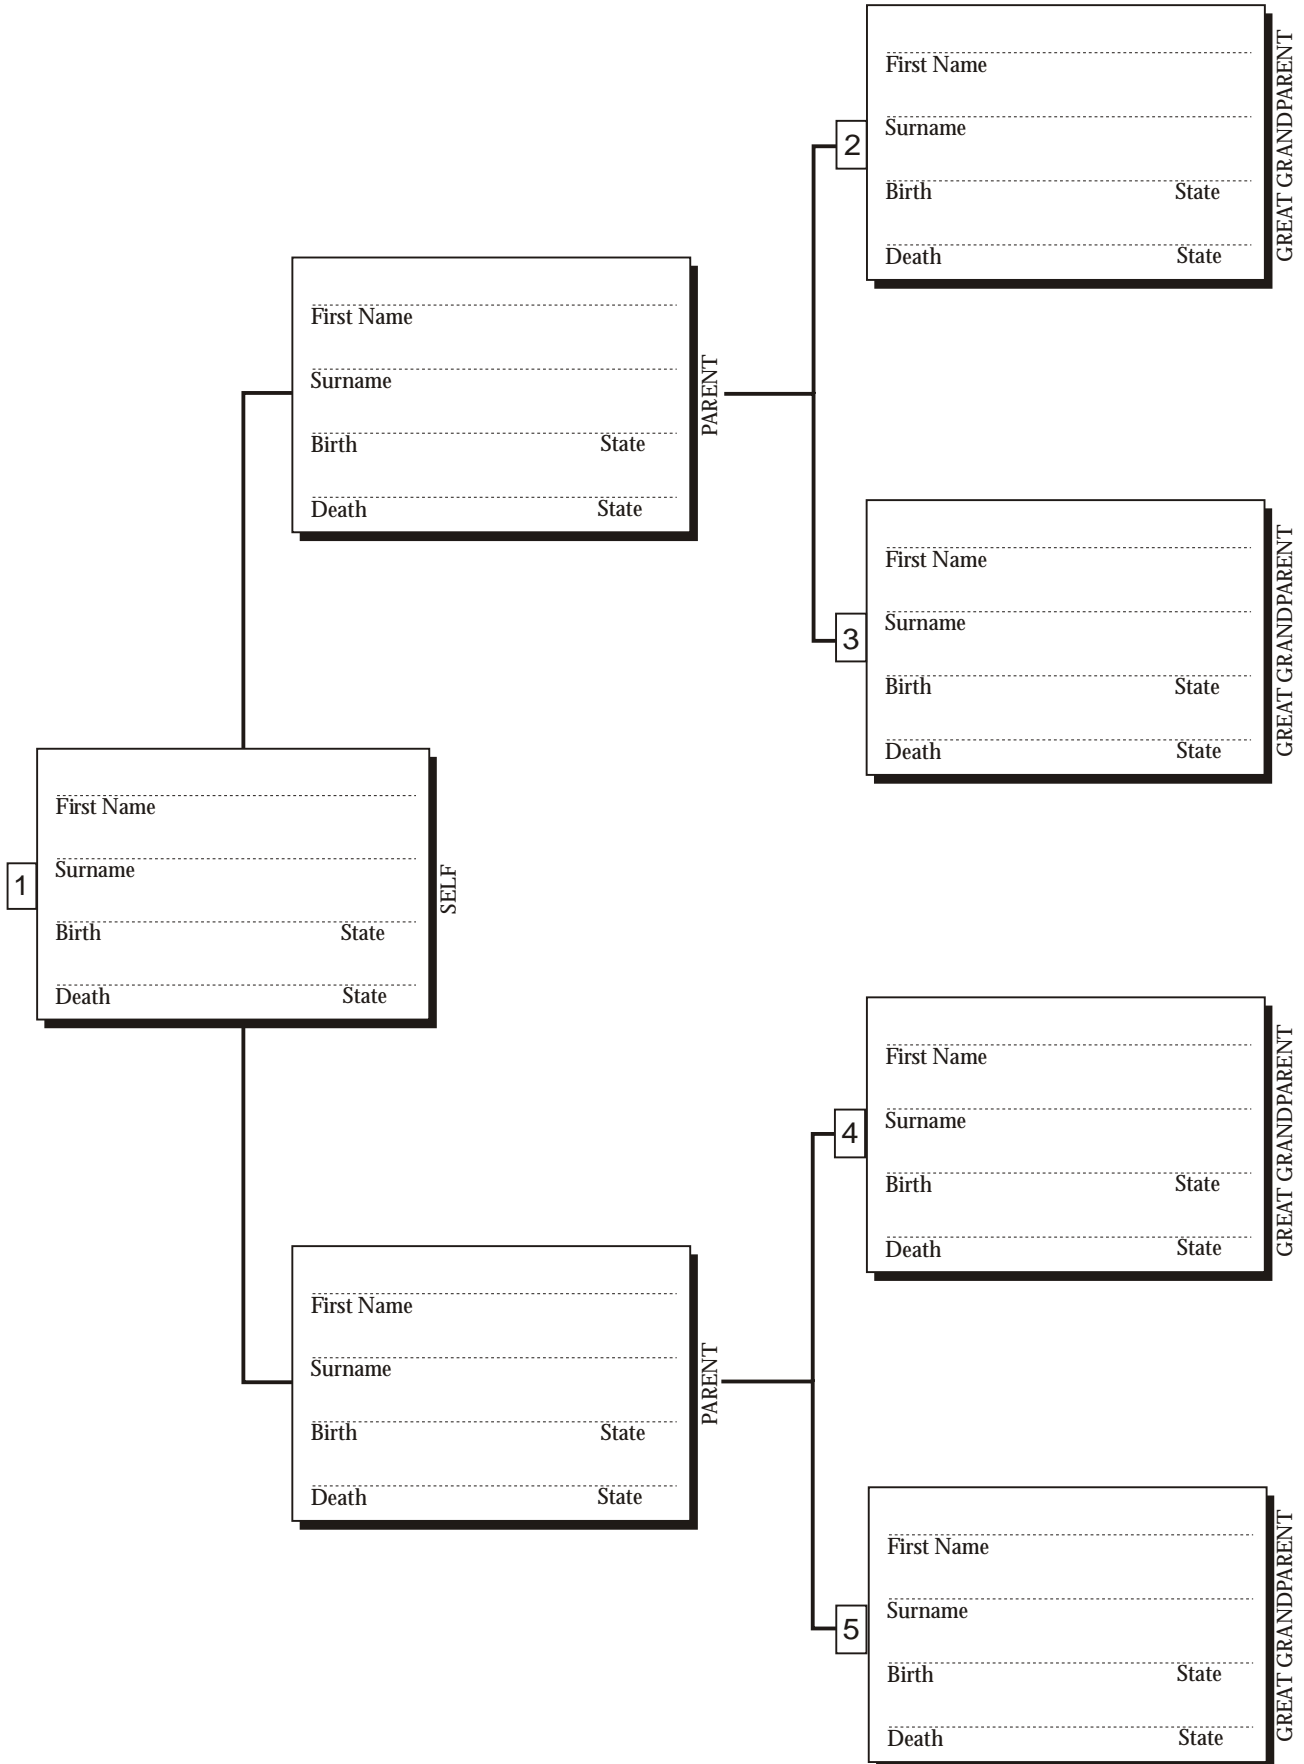 First Name
Surname
Birth State
Death State
GREAT GRANDPARENT
2
First Name
Surname
Birth State
Death State
PARENT
First Name
Surname
Birth State
Death State
GREAT GRANDPARENT
3
First Name
Surname
Birth State
Death State
SELF
1
First Name
Surname
Birth State
Death State
GREAT GRANDPARENT
4
First Name
Surname
Birth State
Death State
PARENT
First Name
Surname
Birth State
Death State
GREAT GRANDPARENT
5